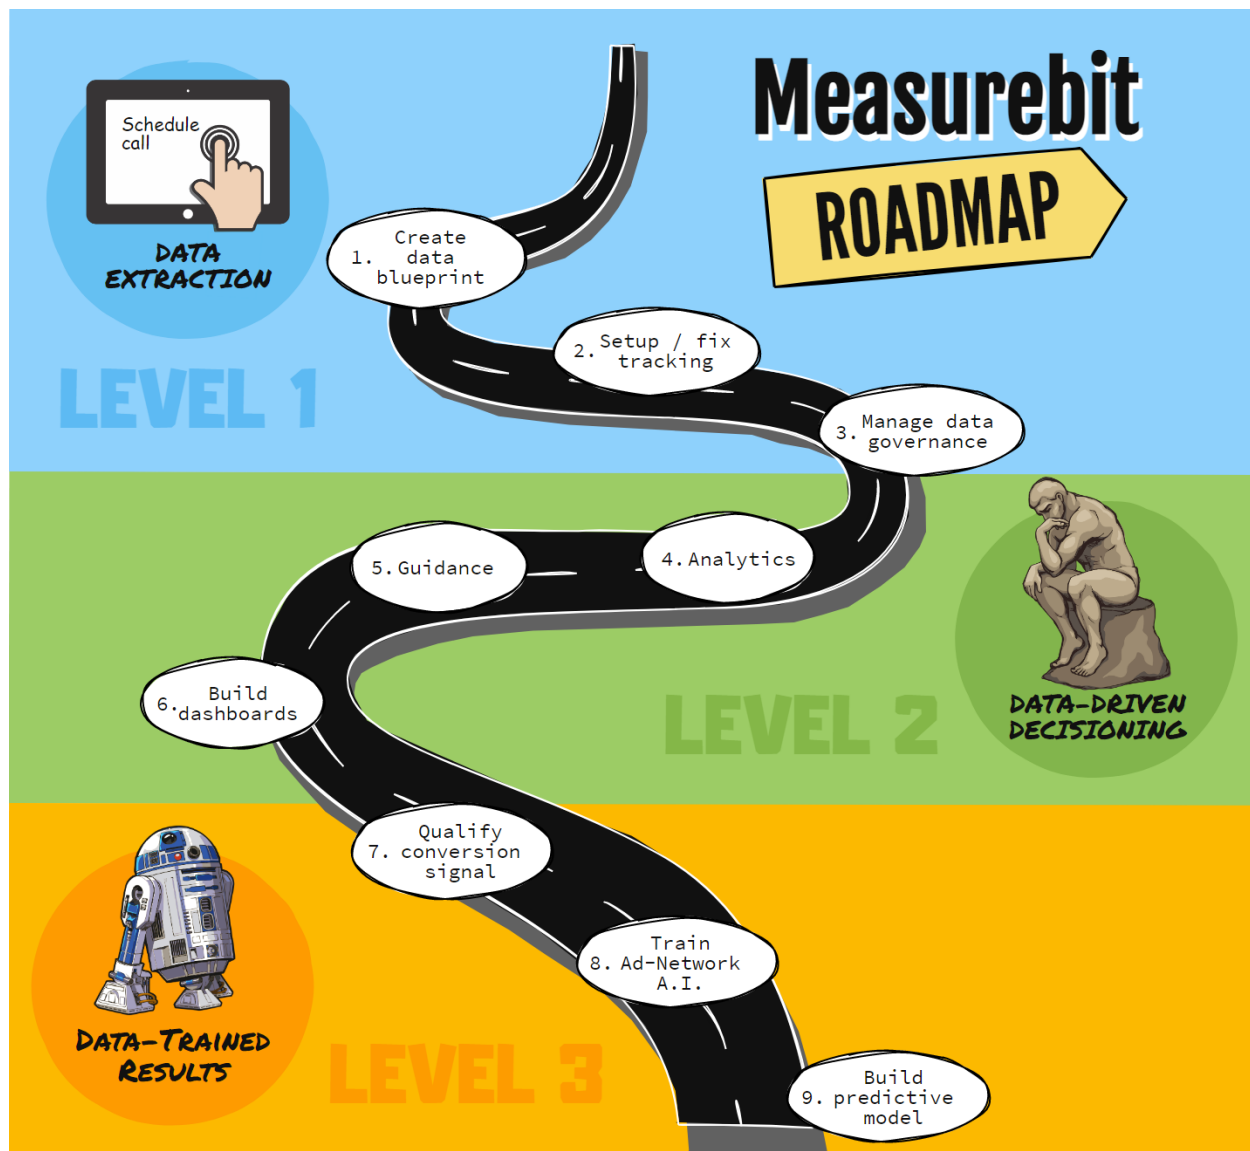 Measurebit
ROADMAP
Schedule
call
DATA
EXTRACTION
LEVEL 1
1. Create
data
blueprint
2. Setup / fix
tracking
3. Manage data
governance
4. Analytics
5. Guidance
6. Build
dashboards
LEVEL 2
DATA-DRIVEN
DECISIONING
7. Qualify
conversion
signal
8. Train
Ad-Network
A.I.
9. Build
predictive
model
DATA-TRAINED
RESULTS
LEVEL 3